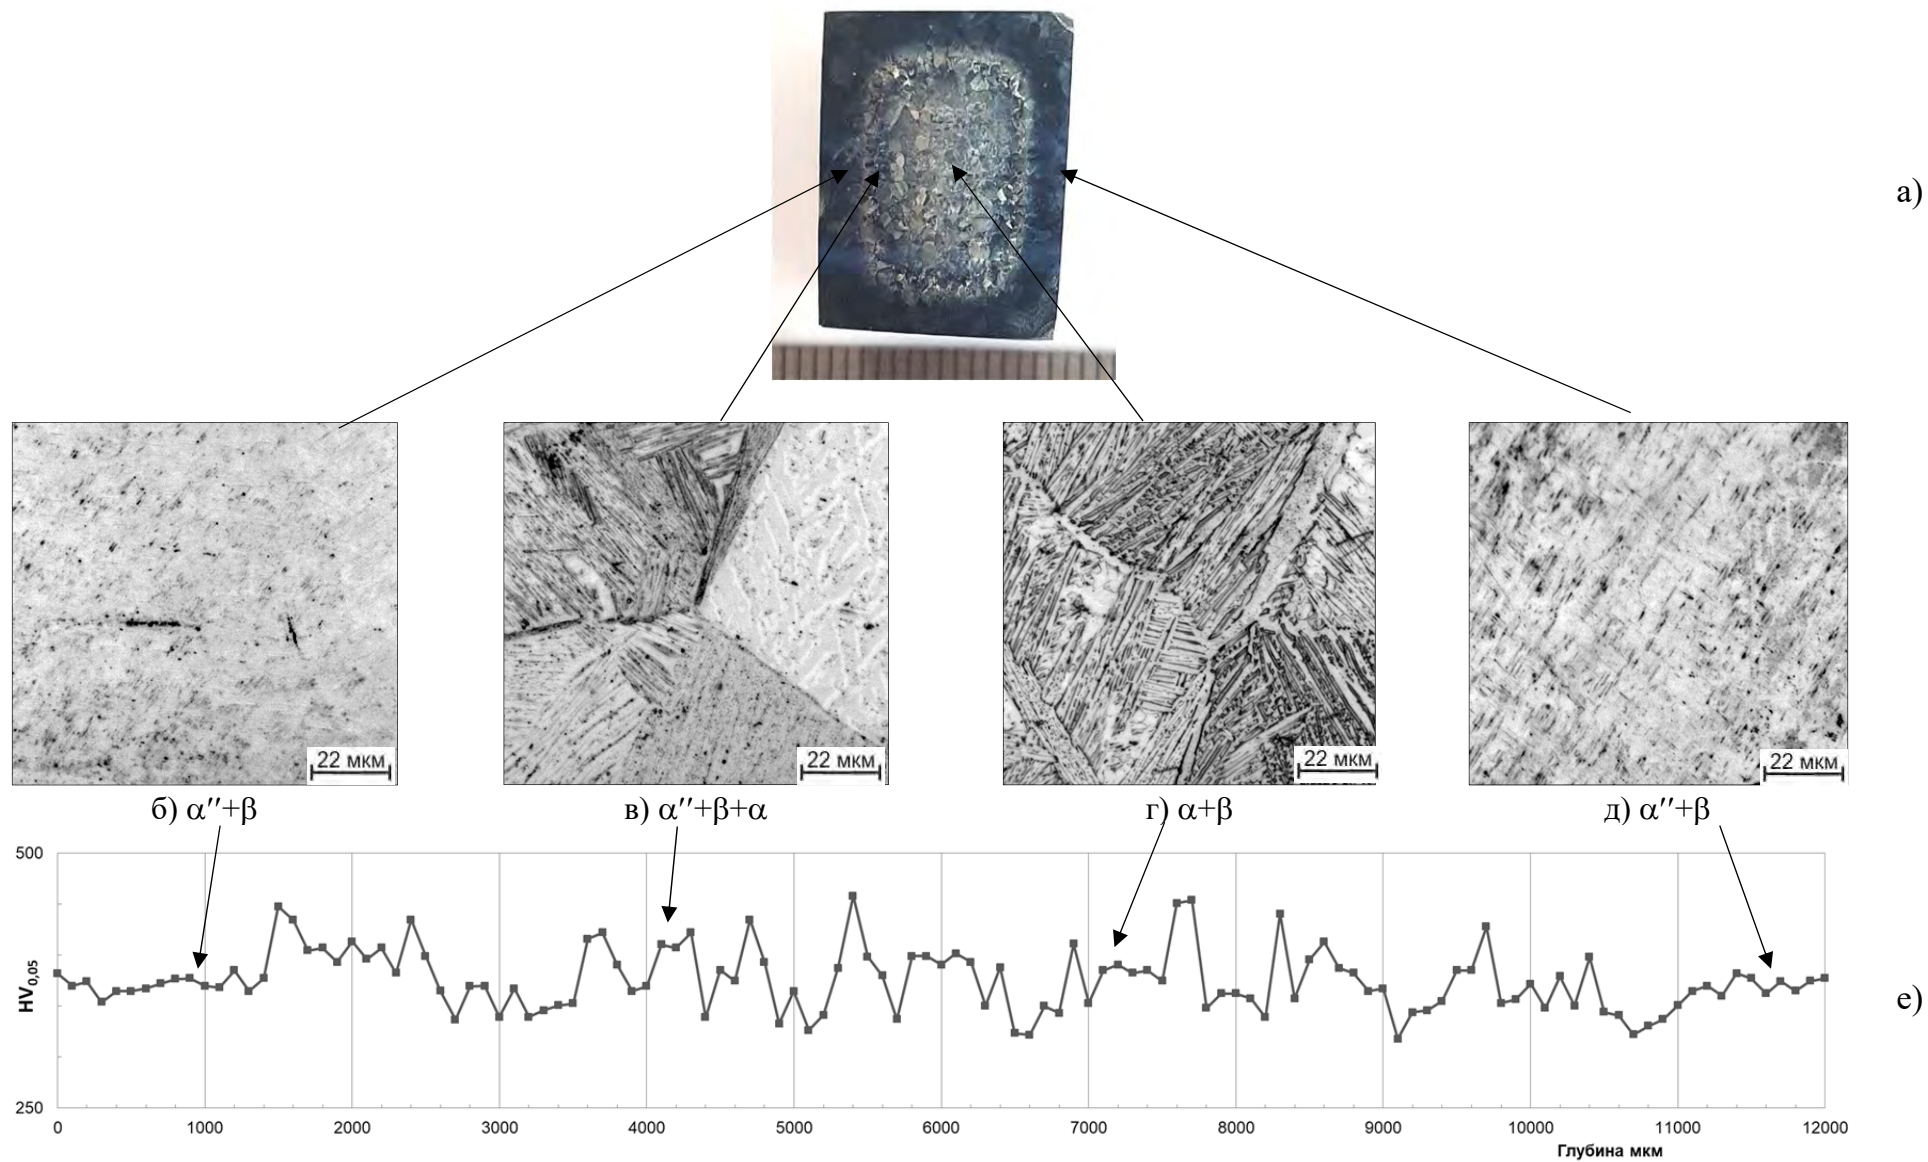 а)
22 мкм
22 мкм
22 мкм
22 мкм
б) α′′+β
в) α′′+β+α
г) α+β
д) α′′+β
500
HV0,05
е)
250
0 1000 2000 3000 4000 5000 6000 7000 8000 9000 10000 11000 12000
Глубина мкм